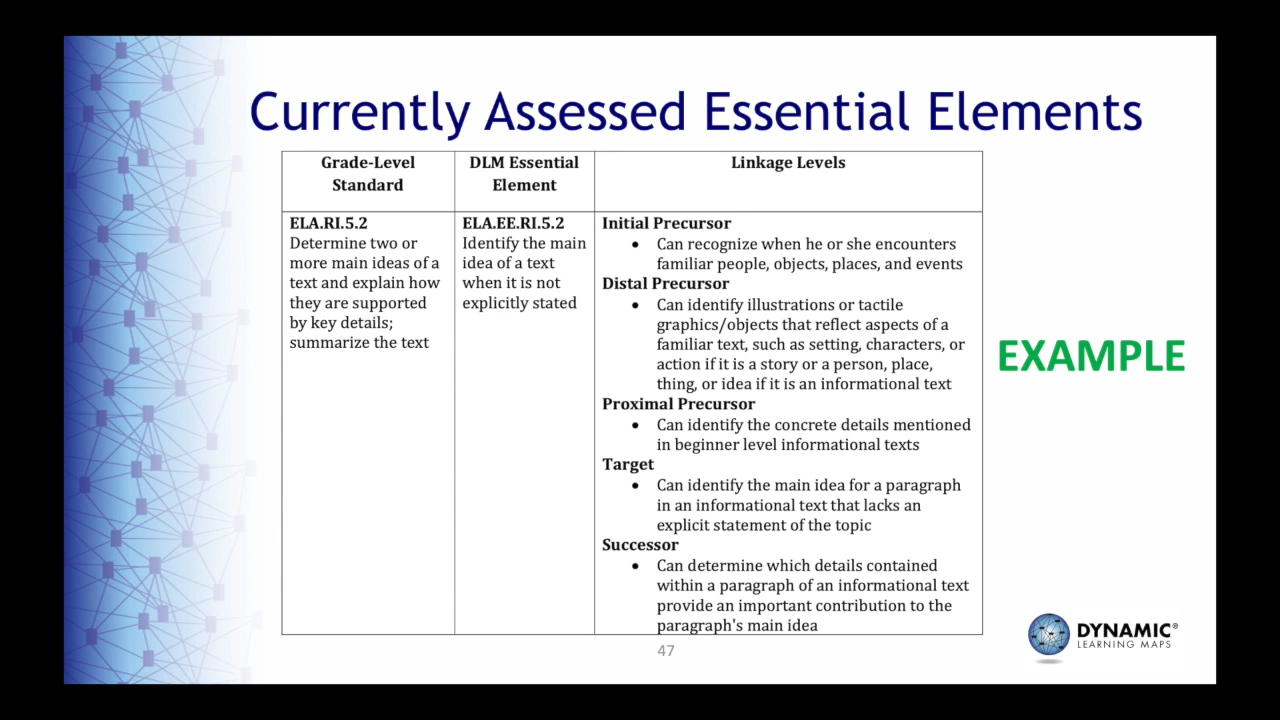 Currently Assessed Essential Elements
Grade-Level
Standard
DLM Essential
Element
Linkage Levels
ELA.RI.5.2
Determine two or
more main ideas of a
text and explain how
they are supported
by key details;
summarize the text
ELA.EE.RI.5.2
Identify the main
idea of a text
when it is not
explicitly stated
Initial Precursor
• Can recognize when he or she encounters
familiar people, objects, places, and events
Distal Precursor
• Can identify illustrations or tactile
graphics/objects that reflect aspects of a
familiar text, such as setting, characters, or
action if it is a story or a person, place,
thing, or idea if it is an informational text
Proximal Precursor
• Can identify the concrete details mentioned
in beginner level informational texts
Target
• Can identify the main idea for a paragraph
in an informational text that lacks an
explicit statement of the topic
Successor
• Can determine which details contained
within a paragraph of an informational text
provide an important contribution to the
paragraph's main idea
EXAMPLE
47
DYNAMIC®
LEARNING MAPS